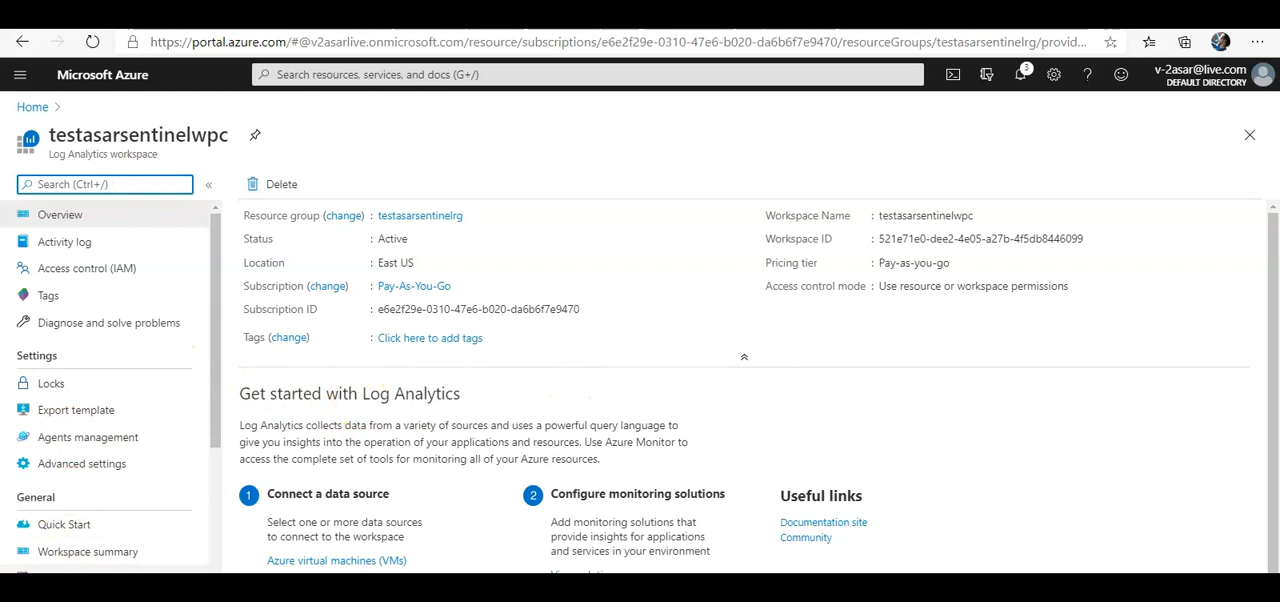 https://portal.azure.com/#@v2asarlive.onmicrosoft.com/resource/subscriptions/e6e2f29e-0310-47e6-b020-da6b6f7e9470/resourceGroups/testasarsentinelrg/provid...
Microsoft Azure
Search resources, services, and docs (G+/)
3
v-2asar@live.com
DEFAULT DIRECTORY
Home >
testasarsentinelwpc
Log Analytics workspace
Search (Ctrl+/)
«
Delete
Overview
Activity log
Access control (IAM)
Tags
Diagnose and solve problems
Settings
Locks
Export template
Agents management
Advanced settings
General
Quick Start
Workspace summary
Resource group (change) : testasarsentinelrg
Status : Active
Location : East US
Subscription (change) : Pay-As-You-Go
Subscription ID : e6e2f29e-0310-47e6-b020-da6b6f7e9470
Tags (change) : Click here to add tags
Workspace Name : testasarsentinelwpc
Workspace ID : 521e71e0-dee2-4e05-a27b-4f5db8446099
Pricing tier : Pay-as-you-go
Access control mode : Use resource or workspace permissions
Get started with Log Analytics
Log Analytics collects data from a variety of sources and uses a powerful query language to
give you insights into the operation of your applications and resources. Use Azure Monitor to
access the complete set of tools for monitoring all of your Azure resources.
1 Connect a data source
Select one or more data sources
to connect to the workspace
Azure virtual machines (VMs)
2 Configure monitoring solutions
Add monitoring solutions that
provide insights for applications
and services in your environment
Useful links
Documentation site
Community